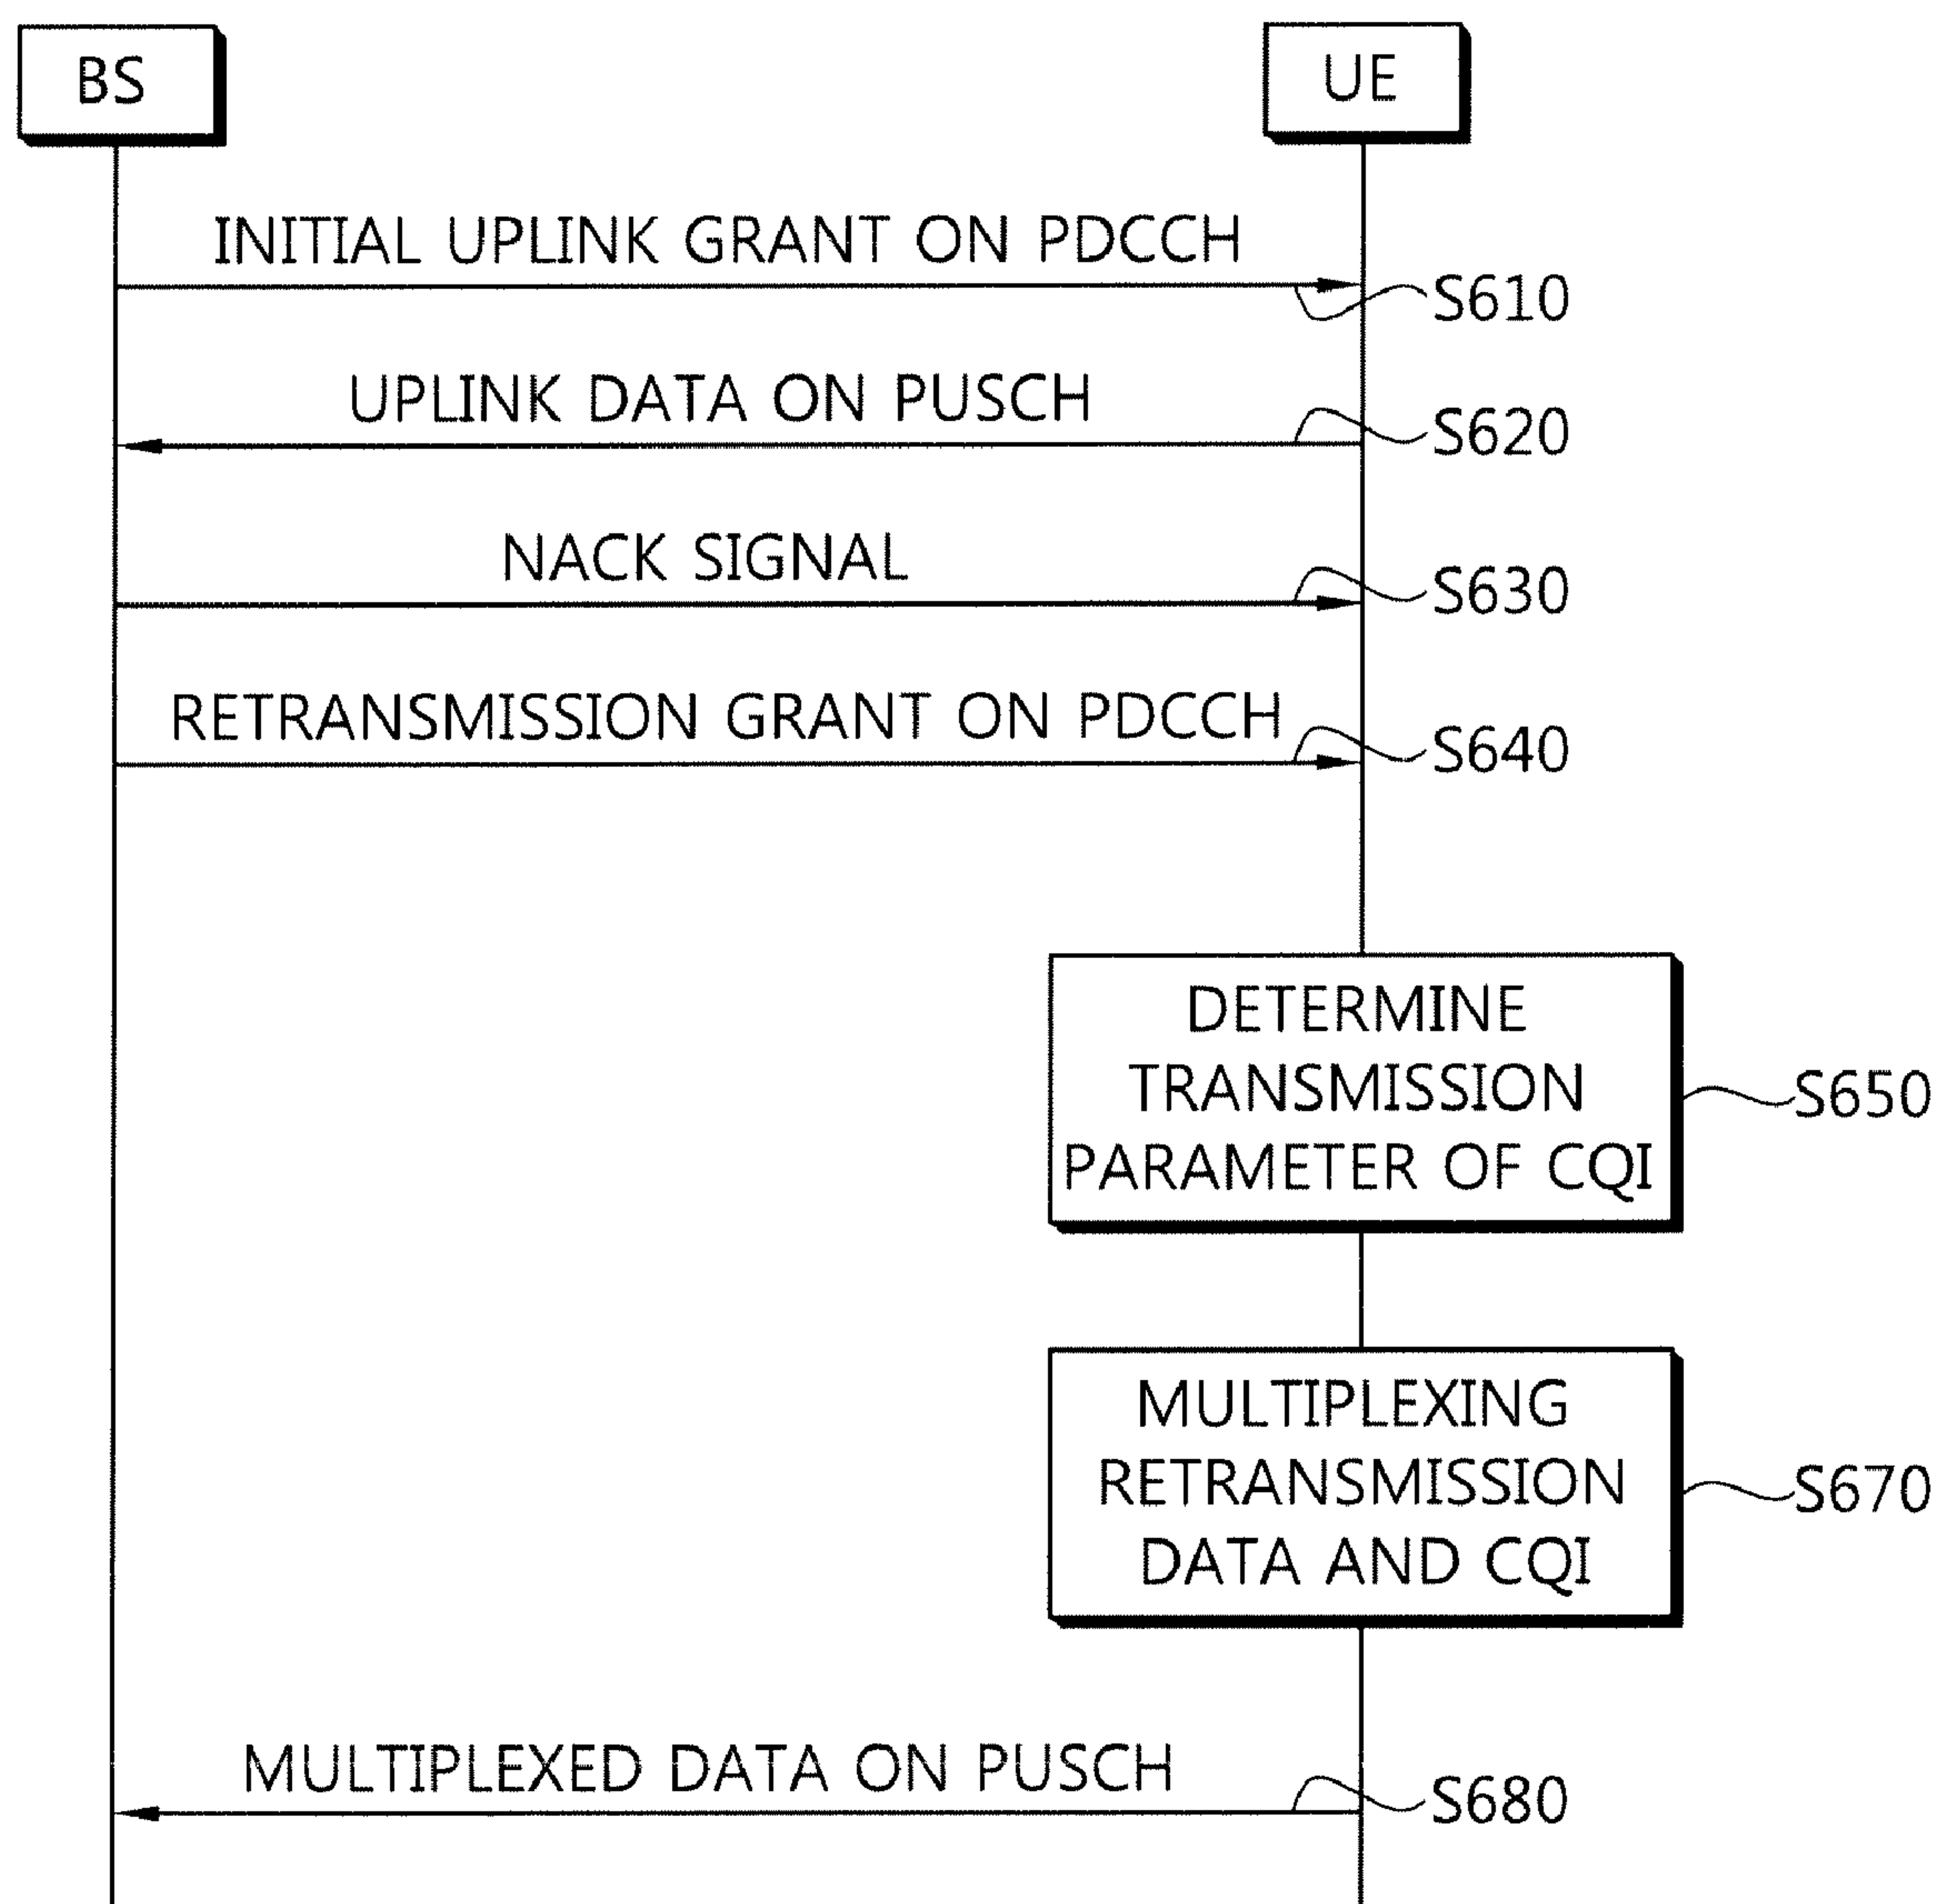 BS
UE
INITIAL UPLINK GRANT ON PDCCH
S610
UPLINK DATA ON PUSCH
S620
NACK SIGNAL
S630
RETRANSMISSION GRANT ON PDCCH
S640
DETERMINE
TRANSMISSION
PARAMETER OF CQI
S650
MULTIPLEXING
RETRANSMISSION
DATA AND CQI
S670
MULTIPLEXED DATA ON PUSCH
S680